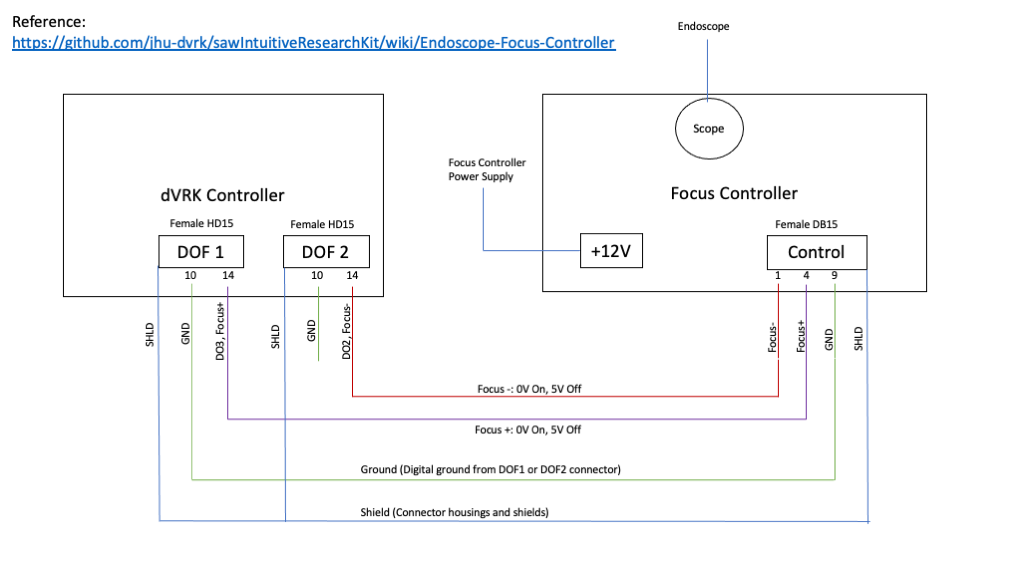 Reference:
https://github.com/jhu-dvrk/sawIntuitiveResearchKit/wiki/Endoscope-Focus-Controller
Endoscope
Scope
Focus Controller
Power Supply
dVRK Controller
Focus Controller
Female HD15
Female HD15
Female DB15
DOF 1
DOF 2
+12V
Control
10
14
10
14
1
4
9
SHLD
GND
DO3, Focus+
SHLD
GND
DO2, Focus-
Focus-
Focus+
GND
SHLD
Focus -: 0V On, 5V Off
Focus +: 0V On, 5V Off
Ground (Digital ground from DOF1 or DOF2 connector)
Shield (Connector housings and shields)